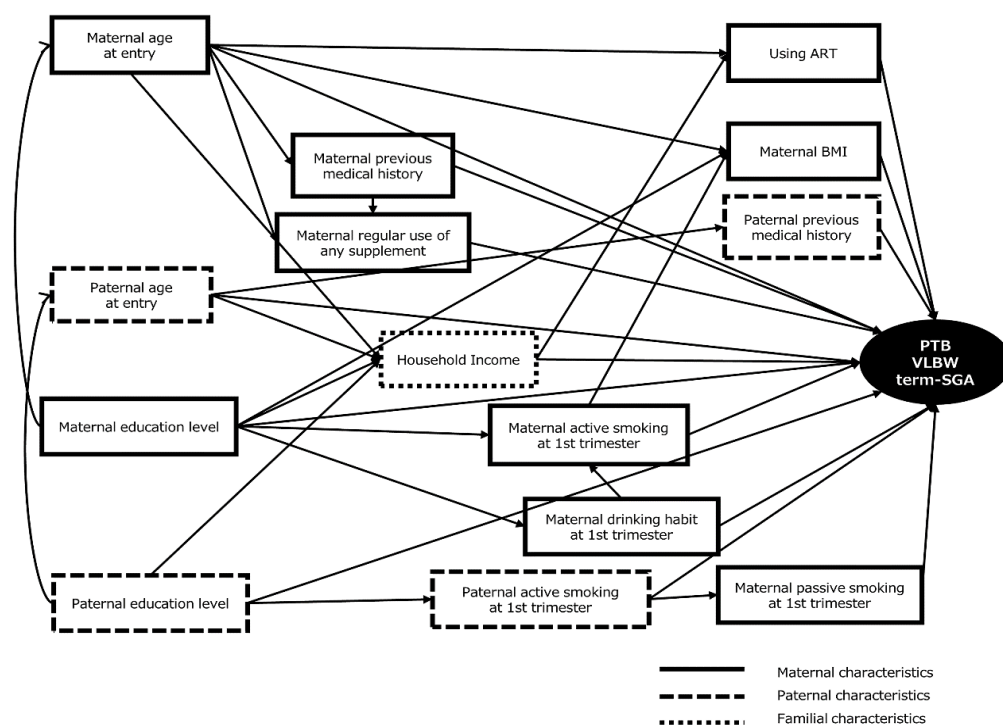 Maternal age
at entry
Using ART
Maternal previous
medical history
Maternal BMI
Paternal previous
medical history
Maternal regular use of
any supplement
Paternal age
at entry
Household Income
PTB
VLBW
term-SGA
Maternal education level
Maternal active smoking
at 1st trimester
Maternal drinking habit
at 1st trimester
Paternal education level
Paternal active smoking
at 1st trimester
Maternal passive smoking
at 1st trimester
Maternal characteristics
Paternal characteristics
Familial characteristics